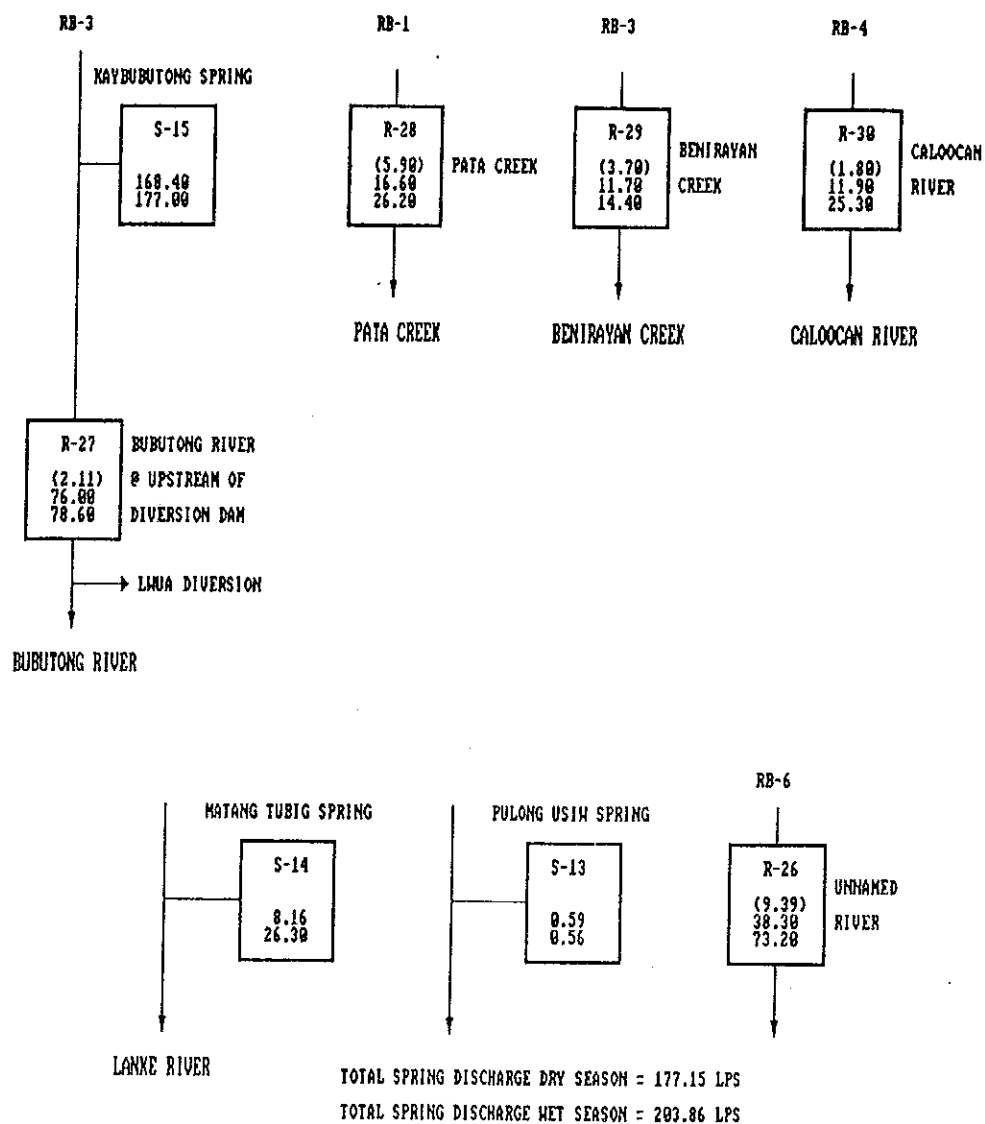 RB-3
RB-1
RB-3
RB-4
KAYBUBUTONG SPRING
S-15
168.40
177.00
R-28
(5.90)
16.60
26.20
PATA CREEK
R-29
(3.70)
11.70
14.40
BENIRAYAN
CREEK
R-30
(1.80)
11.90
25.30
CALOOCAN
RIVER
PATA CREEK
BENIRAYAN CREEK
CALOOCAN RIVER
R-27
(2.11)
76.00
78.60
BUBUTONG RIVER
@ UPSTREAM OF
DIVERSION DAM
LWUA DIVERSION
BUBUTONG RIVER
MATANG TUBIG SPRING
S-14
8.16
26.30
LANKE RIVER
PULONG USIW SPRING
S-13
0.59
0.56
RB-6
R-26
(9.39)
38.30
73.20
UNNAMED
RIVER
TOTAL SPRING DISCHARGE DRY SEASON = 177.15 LPS
TOTAL SPRING DISCHARGE WET SEASON = 203.86 LPS